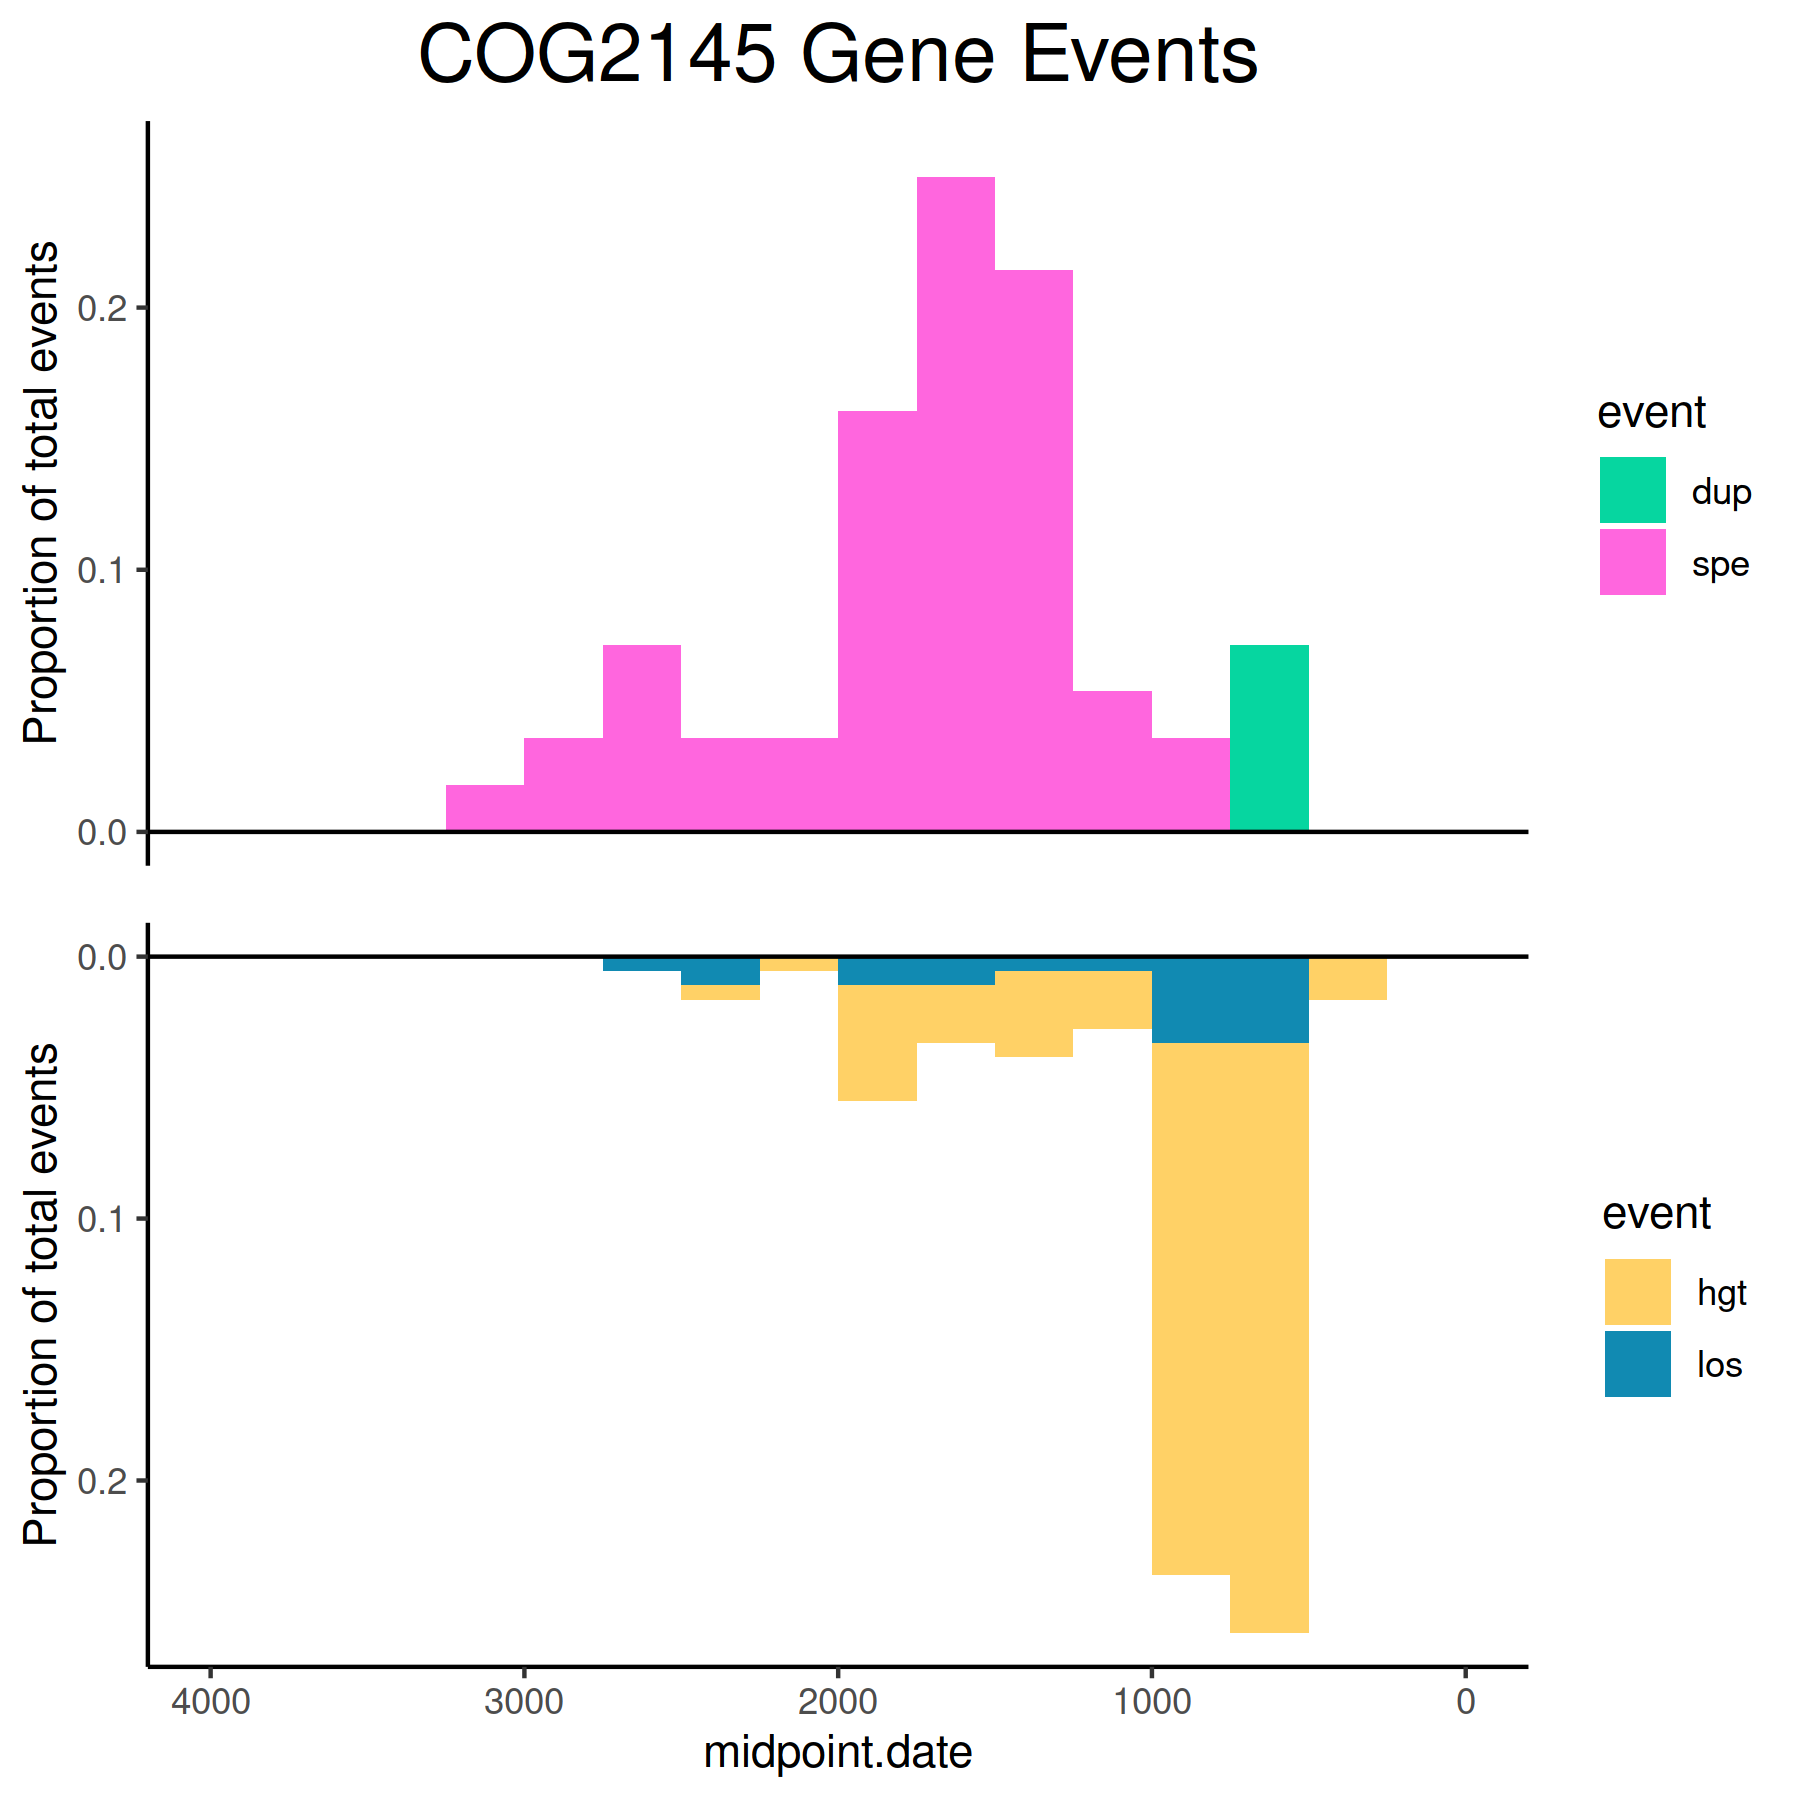 COG2145 Gene Events
Proportion of total events
0.2
0.1
0.0
event
dup
spe
Proportion of total events
0.0
0.1
0.2
event
hgt
los
4000 3000 2000 1000 0
midpoint.date